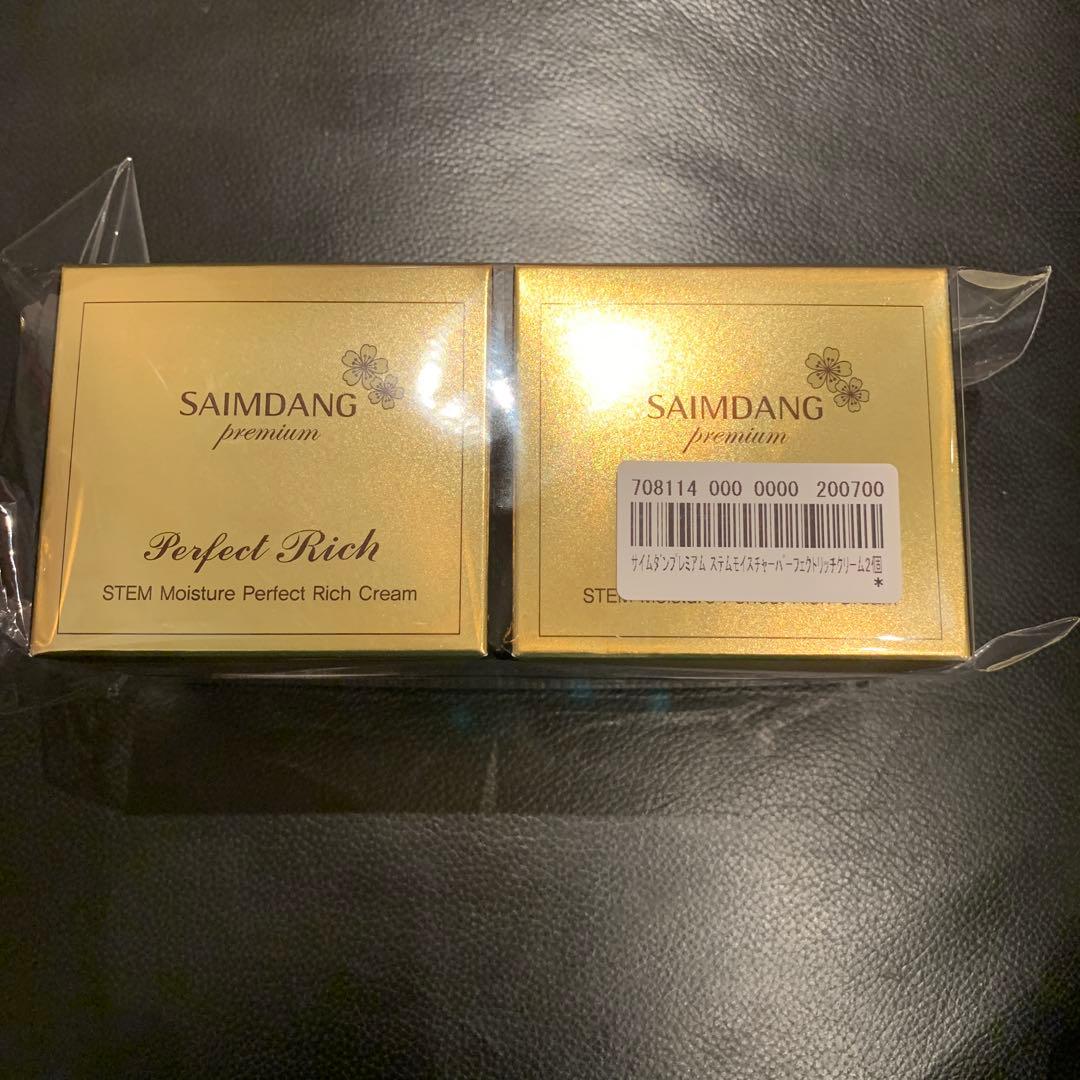 SAIMDANG
premium
Perfect Rich
STEM Moisture Perfect Rich Cream
SAIMDANG
premium
708114 000 0000 200700
サイムダンプレミアム ステムモイスチャーパーフェクトリッチクリーム2個
*
STEM Moisture